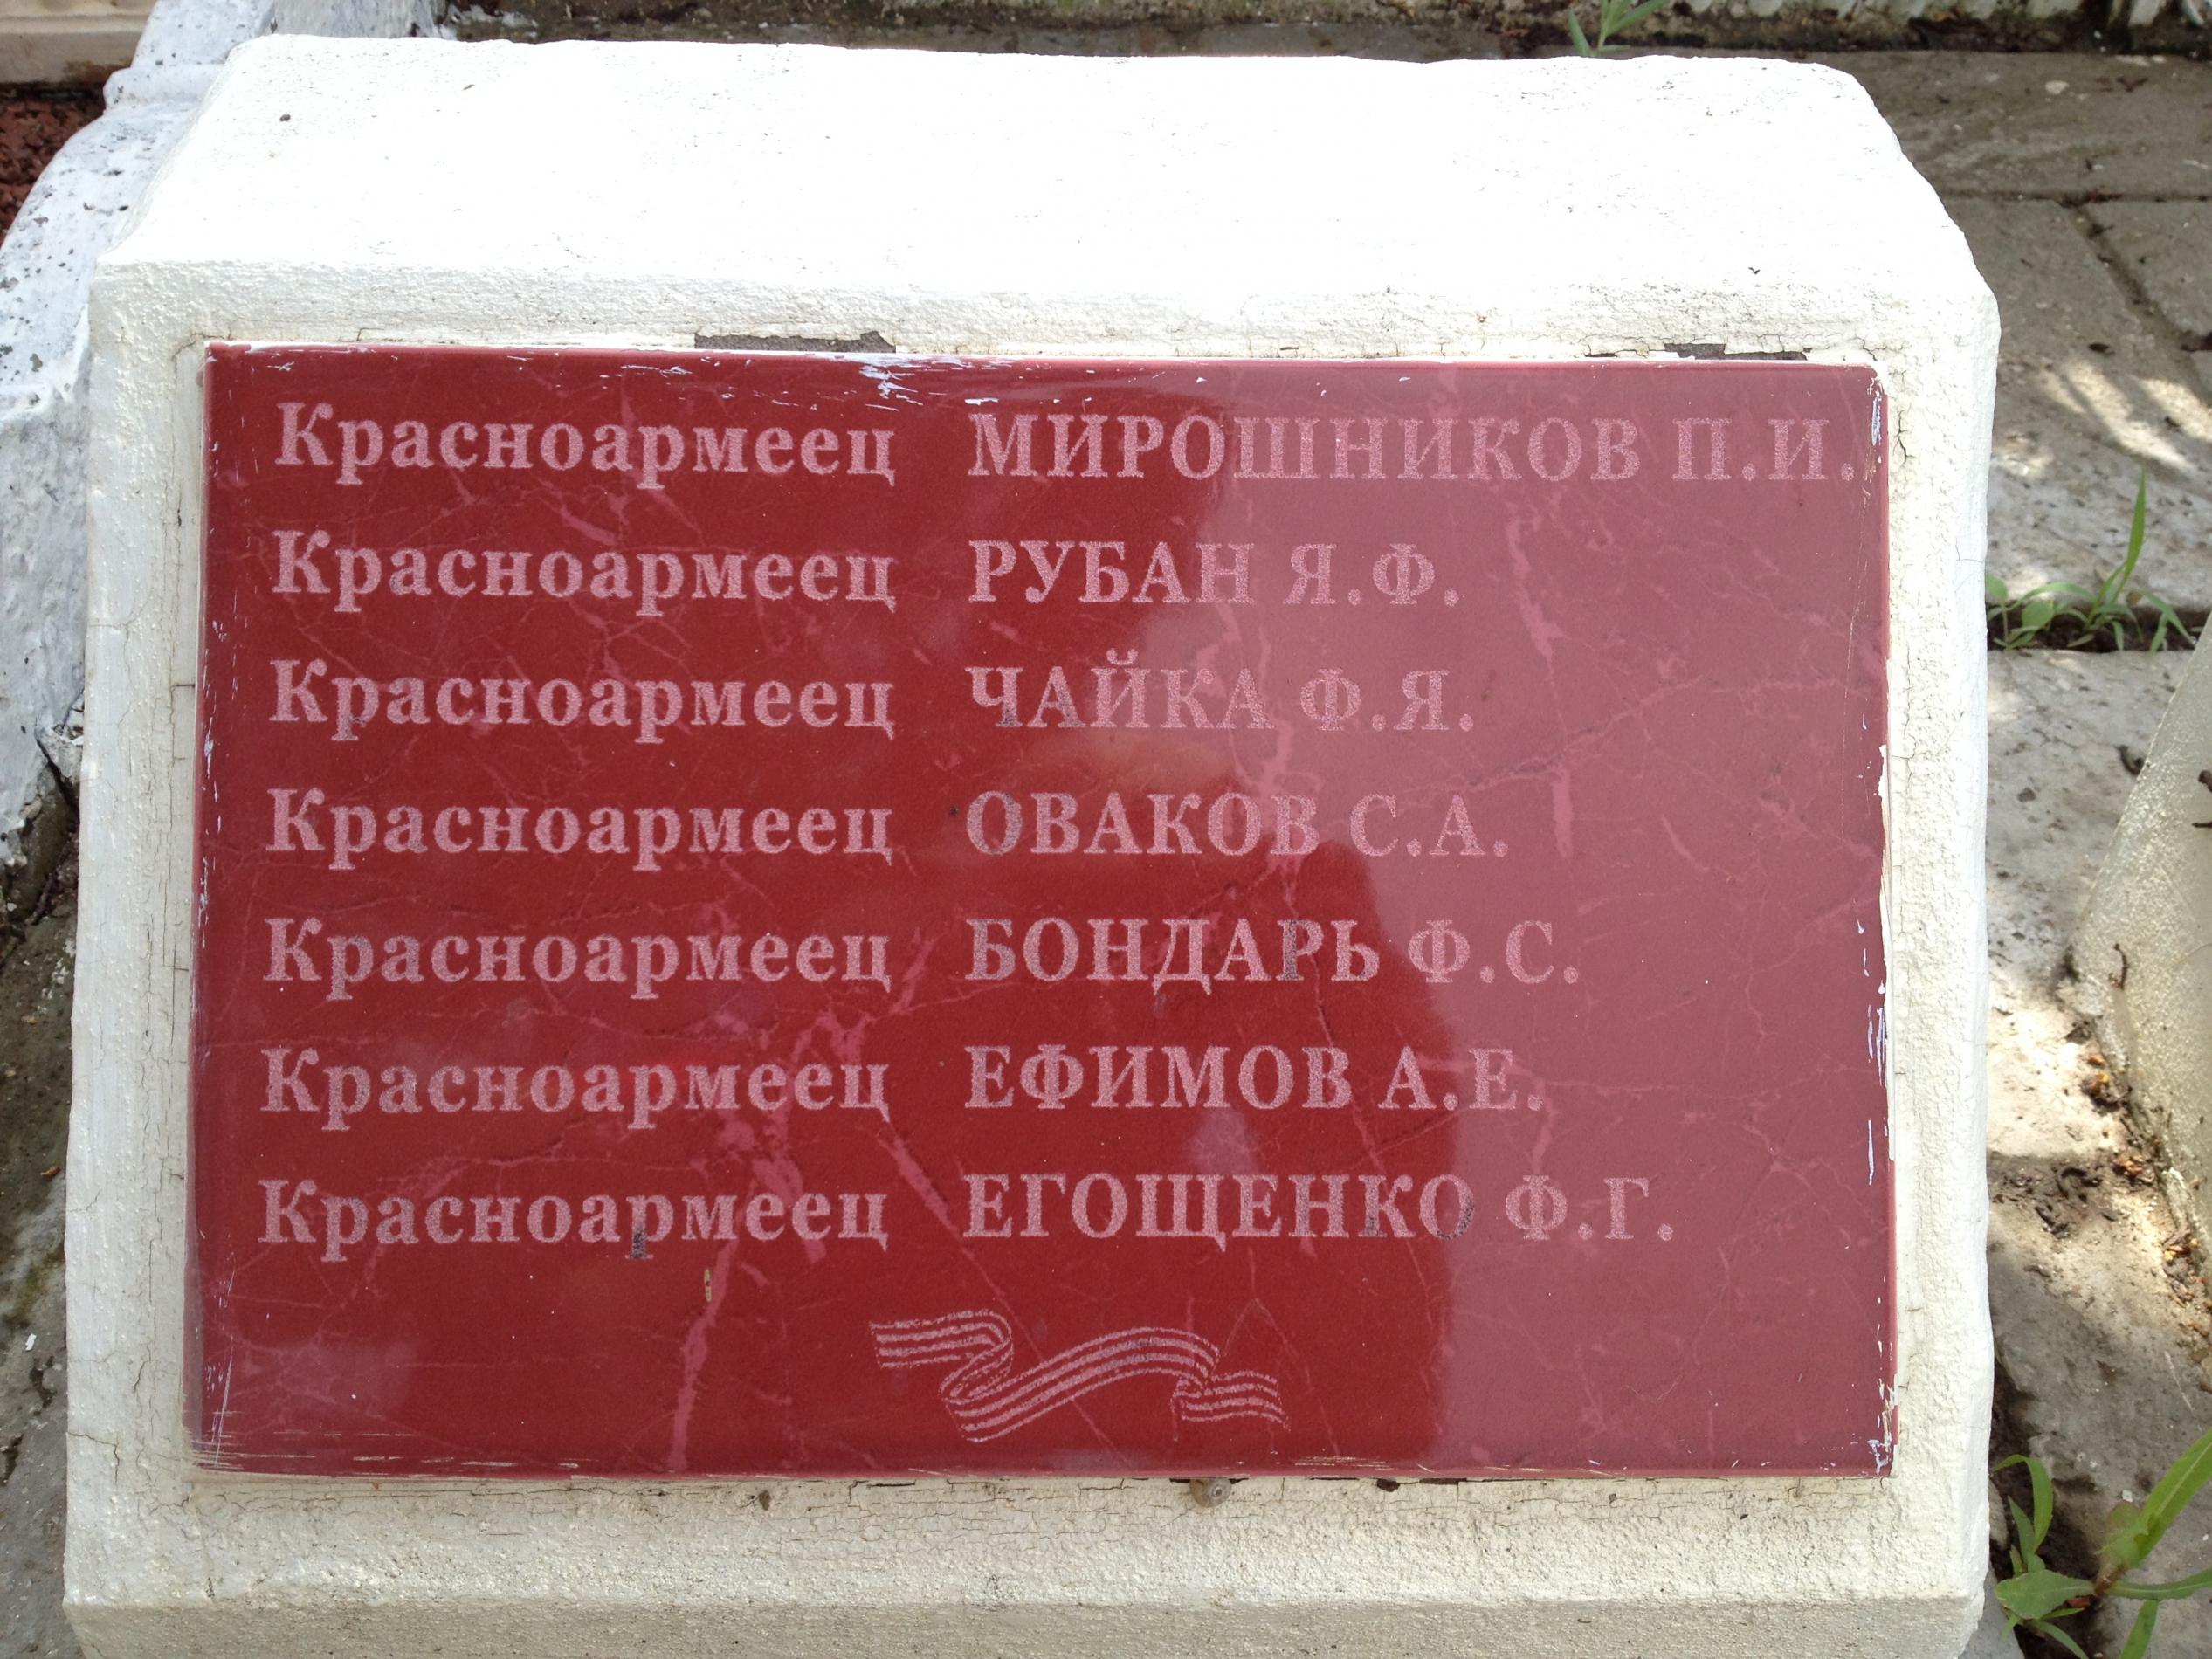 Красноармеец МИРОШНИКОВ П.И.
Красноармеец РУБАН Я.Ф.
Красноармеец ЧАЙКА Ф.Я.
Красноармеец ОВАКОВ С.А.
Красноармеец БОНДАРЬ Ф.С.
Красноармеец ЕФИМОВ А.Е.
Красноармеец ЕГОЩЕНКО Ф.Г.